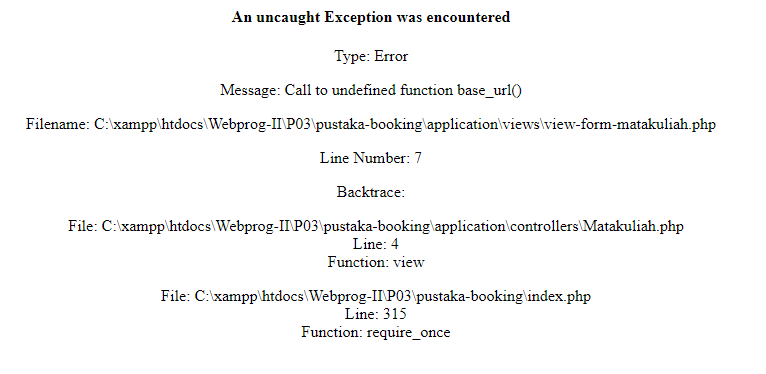 An uncaught Exception was encountered
Type: Error
Message: Call to undefined function base_url()
Filename: C:\xampp\htdocs\Webprog-II\P03\pustaka-booking\application\views\view-form-matakuliah.php
Line Number: 7
Backtrace:
File: C:\xampp\htdocs\Webprog-II\P03\pustaka-booking\application\controllers\Matakuliah.php
Line: 4
Function: view
File: C:\xampp\htdocs\Webprog-II\P03\pustaka-booking\index.php
Line: 315
Function: require_once